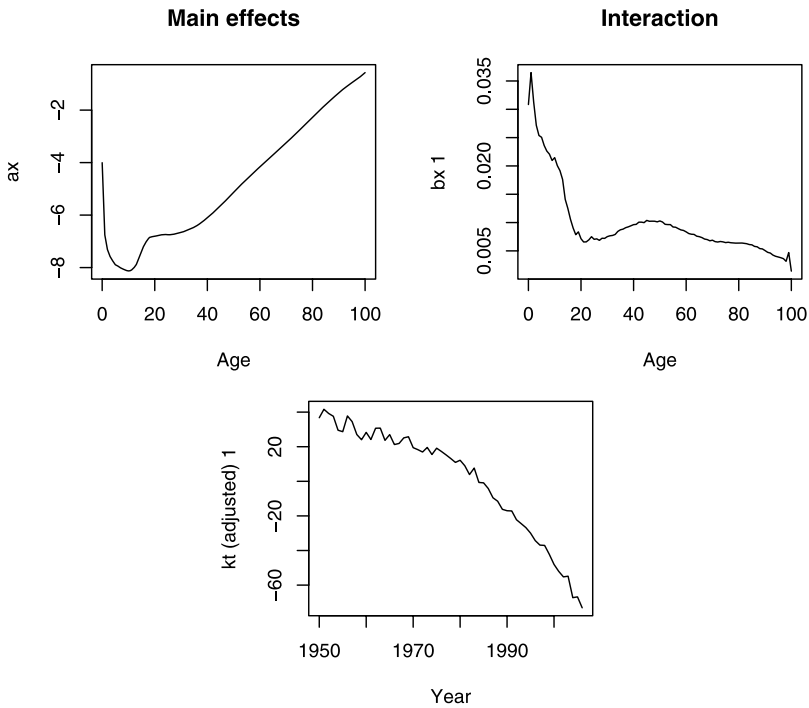 Main effects
ax
−2
−4
−6
−8
0 20 40 60 80 100
Age
Interaction
bx 1
0.035
0.020
0.005
0 20 40 60 80 100
Age
kt (adjusted) 1
20
−20
−60
1950 1970 1990
Year